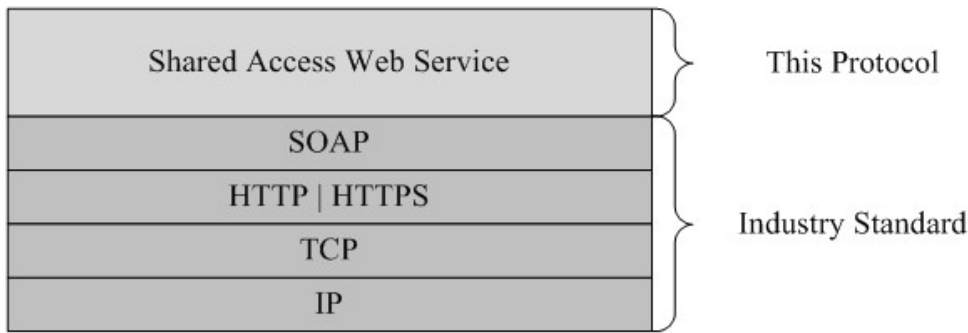 Shared Access Web Service
This Protocol
SOAP
HTTP | HTTPS
TCP
IP
Industry Standard